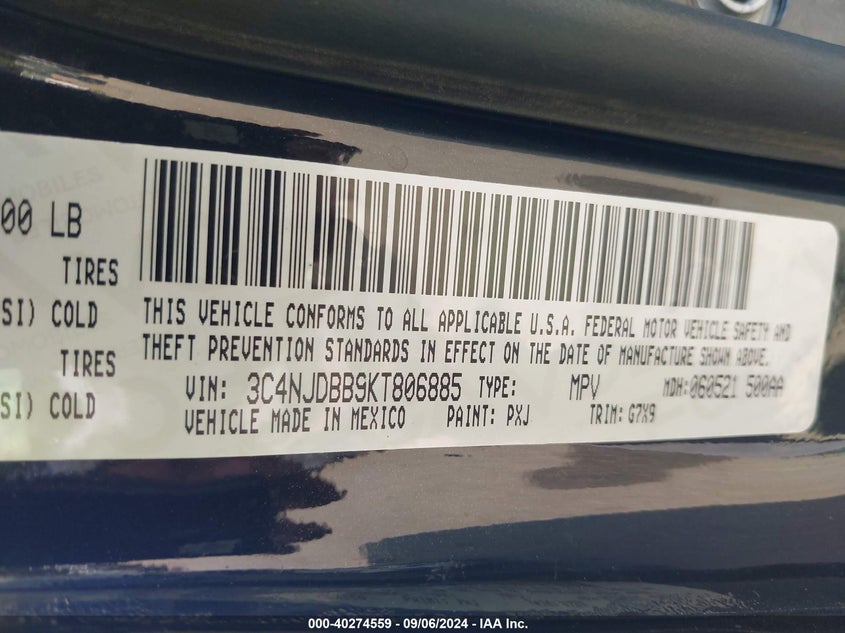 00 LB
TIRES
SI) COLD
TIRES
SI) COLD
THIS VEHICLE CONFORMS TO ALL APPLICABLE U.S.A. FEDERAL MOTOR VEHICLE SAFETY AND
THEFT PREVENTION STANDARDS IN EFFECT ON THE DATE OF MANUFACTURE SHOWN ABOVE.
VIN: 3C4NJDBB9KT806885 TYPE: MPV MDH: 060521 500AA
VEHICLE MADE IN MEXICO PAINT: PXJ TRIM: G7X9
000-40274559 - 09/06/2024 - IAA Inc.